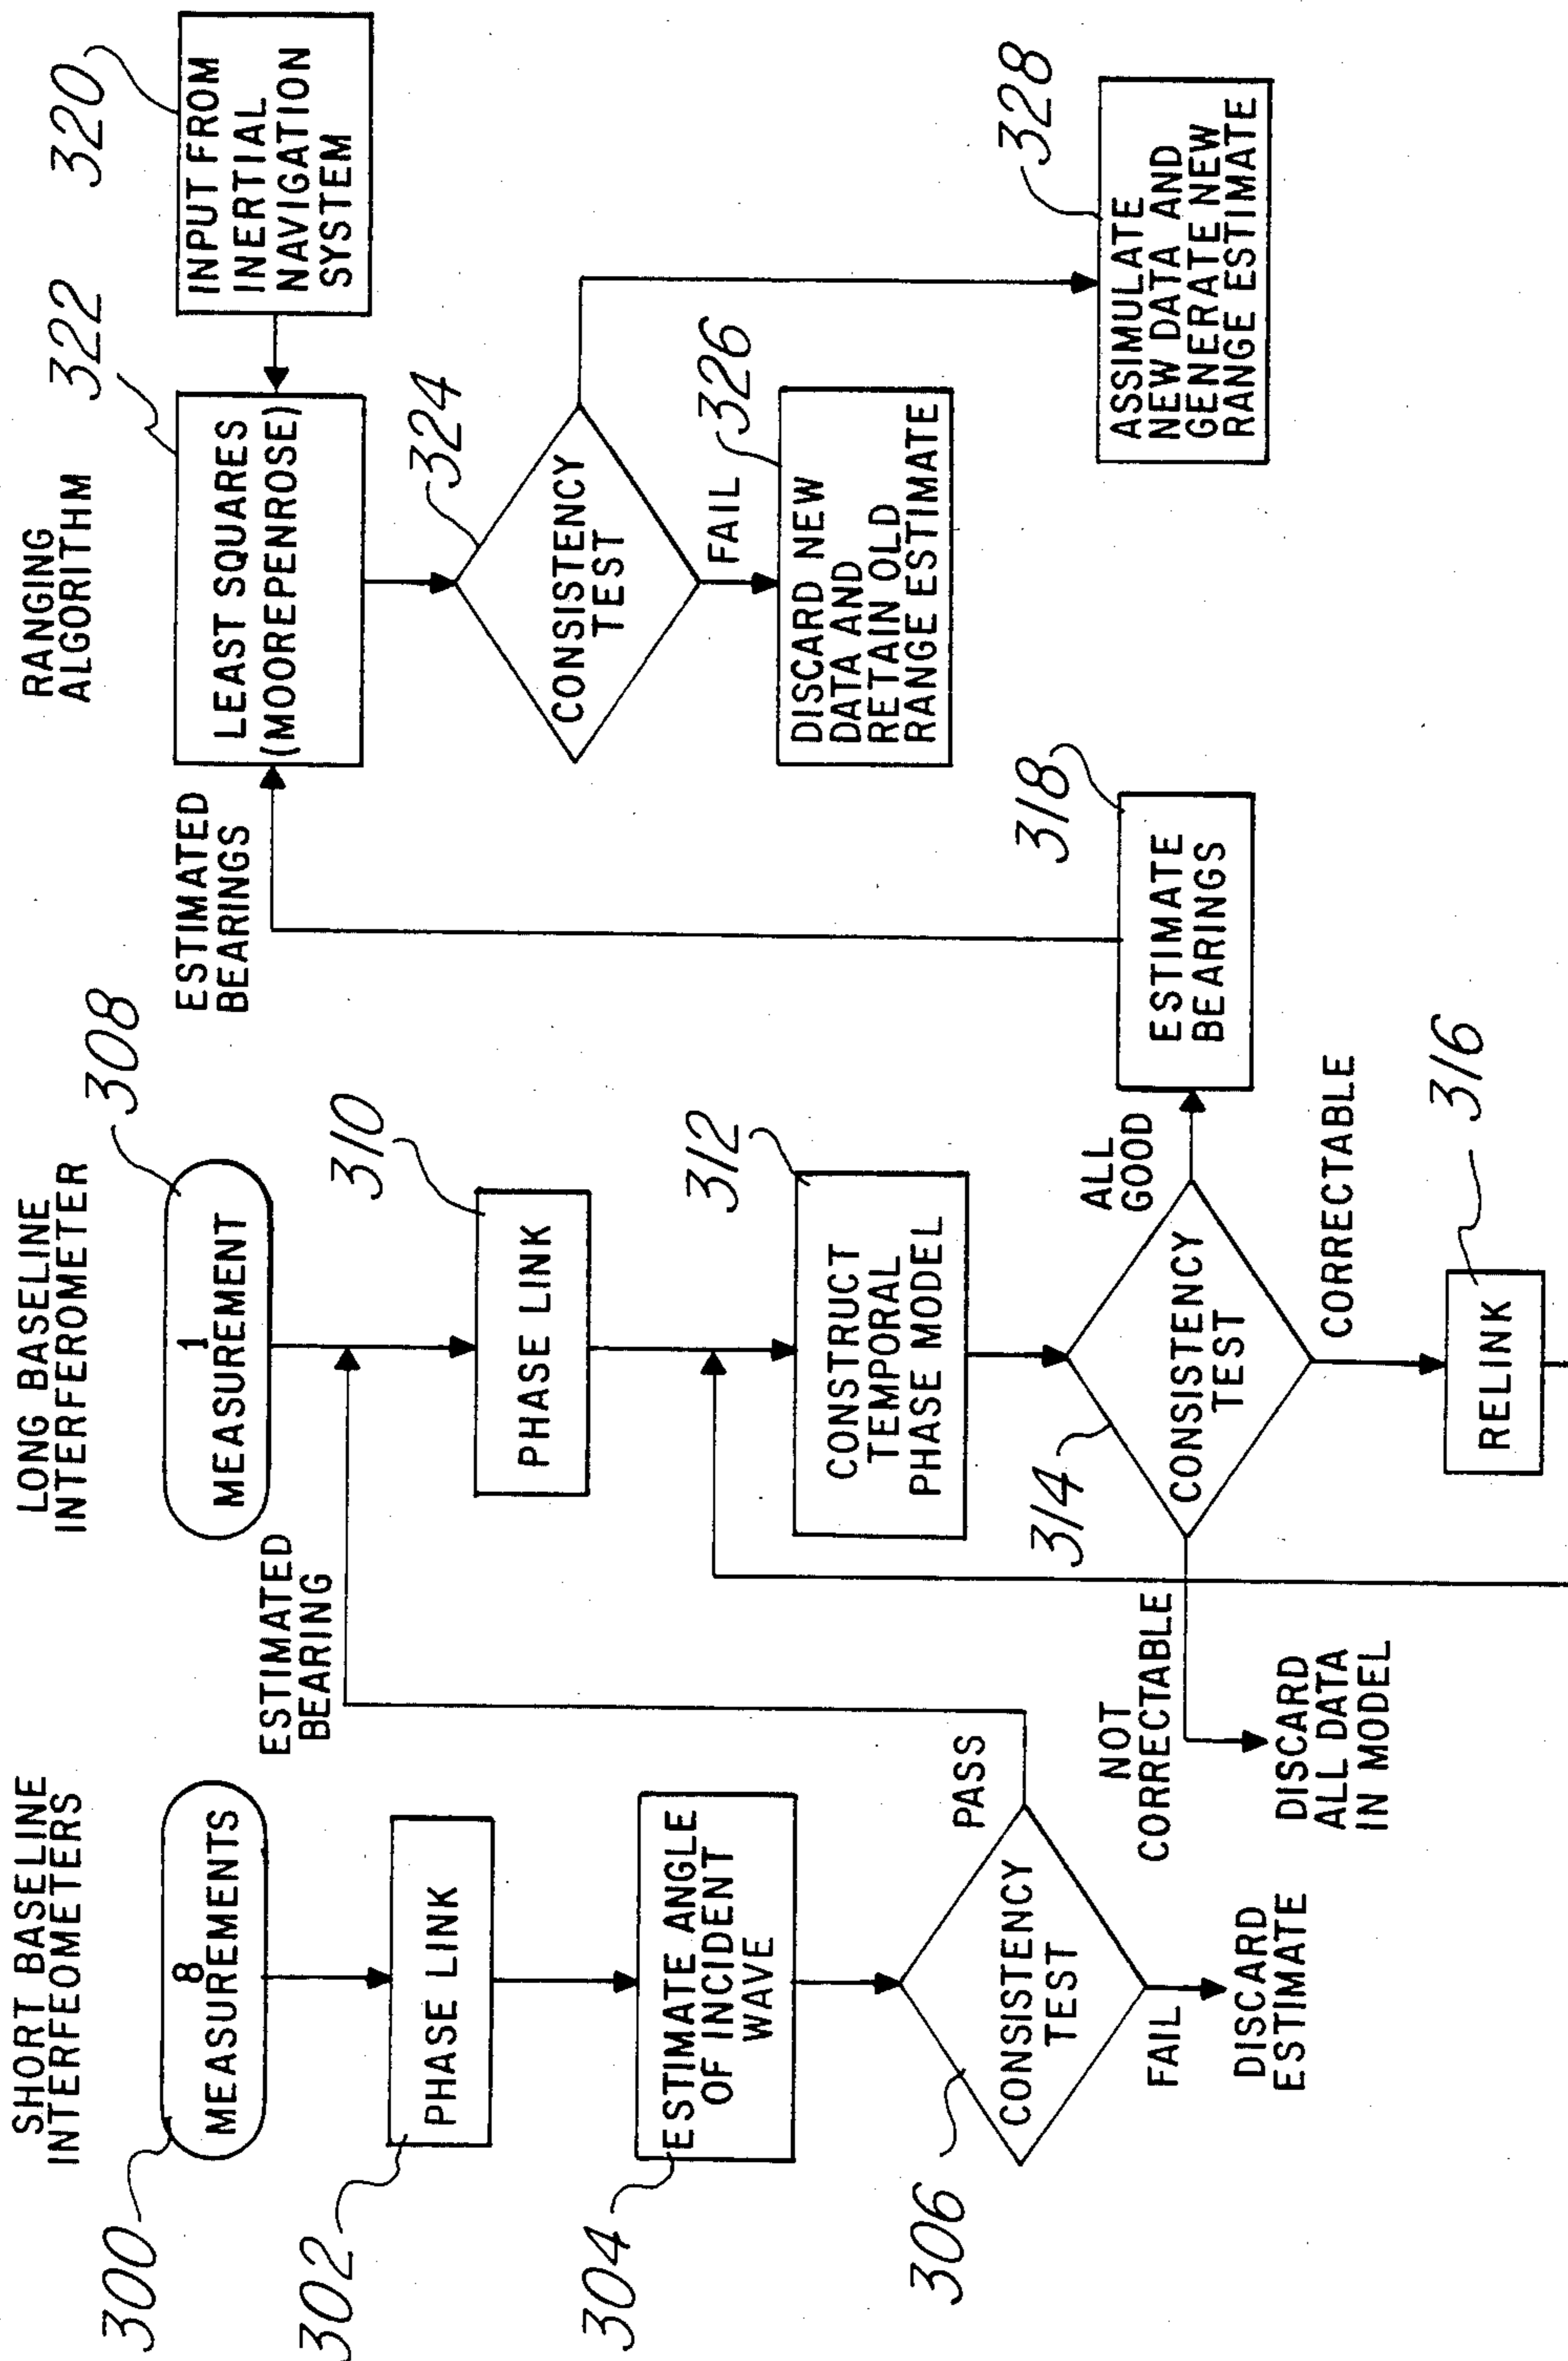 SHORT BASELINE
INTERFEOMETERS
300
8
MEASUREMENTS
302
PHASE LINK
304
ESTIMATE ANGLE
OF INCIDENT
WAVE
306
CONSISTENCY
TEST
PASS
FAIL
DISCARD
ESTIMATE
ESTIMATED
BEARING
LONG BASELINE
INTERFEROMETER
308
1
MEASUREMENT
310
PHASE LINK
312
CONSTRUCT
TEMPORAL
PHASE MODEL
314
CONSISTENCY
TEST
NOT
CORRECTABLE
DISCARD
ALL DATA
IN MODEL
ALL
GOOD
CORRECTABLE
316
RELINK
318
ESTIMATE
BEARINGS
ESTIMATED
BEARINGS
RANGING
ALGORITHM
322
LEAST SQUARES
(MOOREPENROSE)
320
INPUT FROM
INERTIAL
NAVIGATION
SYSTEM
324
CONSISTENCY
TEST
FAIL
326
DISCARD NEW
DATA AND
RETAIN OLD
RANGE ESTIMATE
328
ASSIMULATE
NEW DATA AND
GENERATE NEW
RANGE ESTIMATE